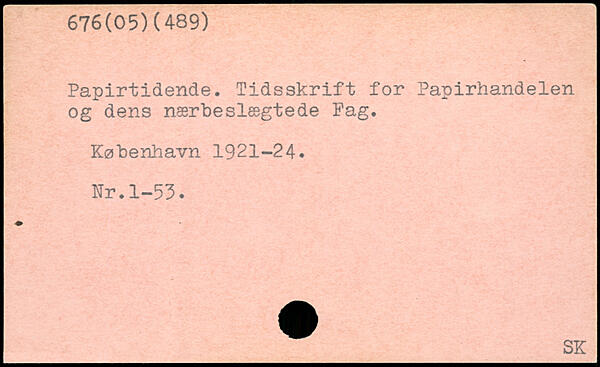 676(05)(489)
Papirtidende. Tidsskrift for Papirhandelen
og dens nærbeslægtede Fag.
København 1921-24.
Nr.1-53.
SK